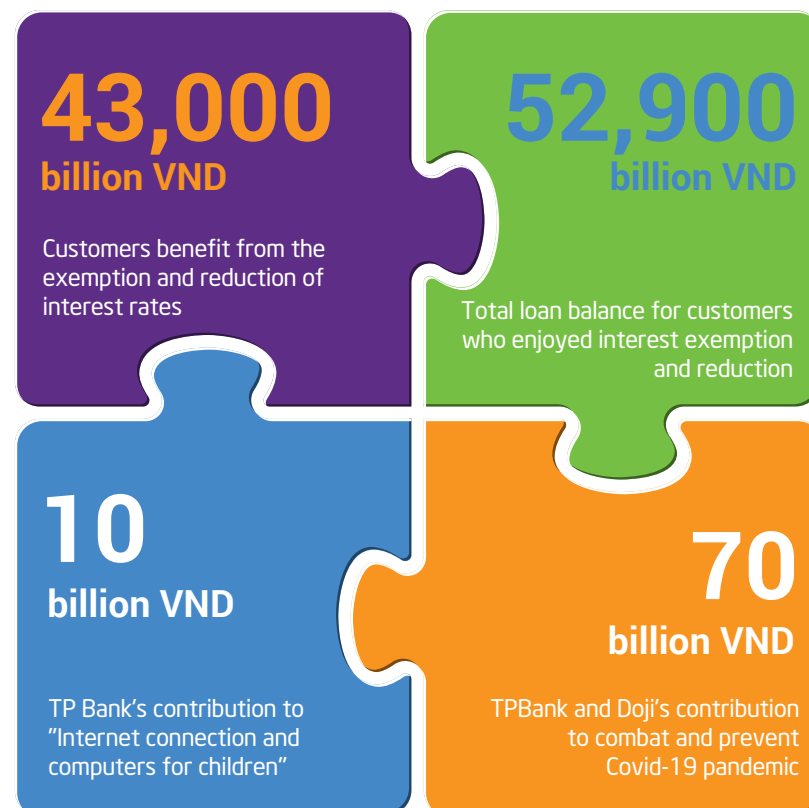 43,000
billion VND
Customers benefit from the
exemption and reduction of
interest rates
52,900
billion VND
Total loan balance for customers
who enjoyed interest exemption
and reduction
10
billion VND
TP Bank's contribution to
"Internet connection and
computers for children"
70
billion VND
TPBank and Doji's contribution
to combat and prevent
Covid-19 pandemic